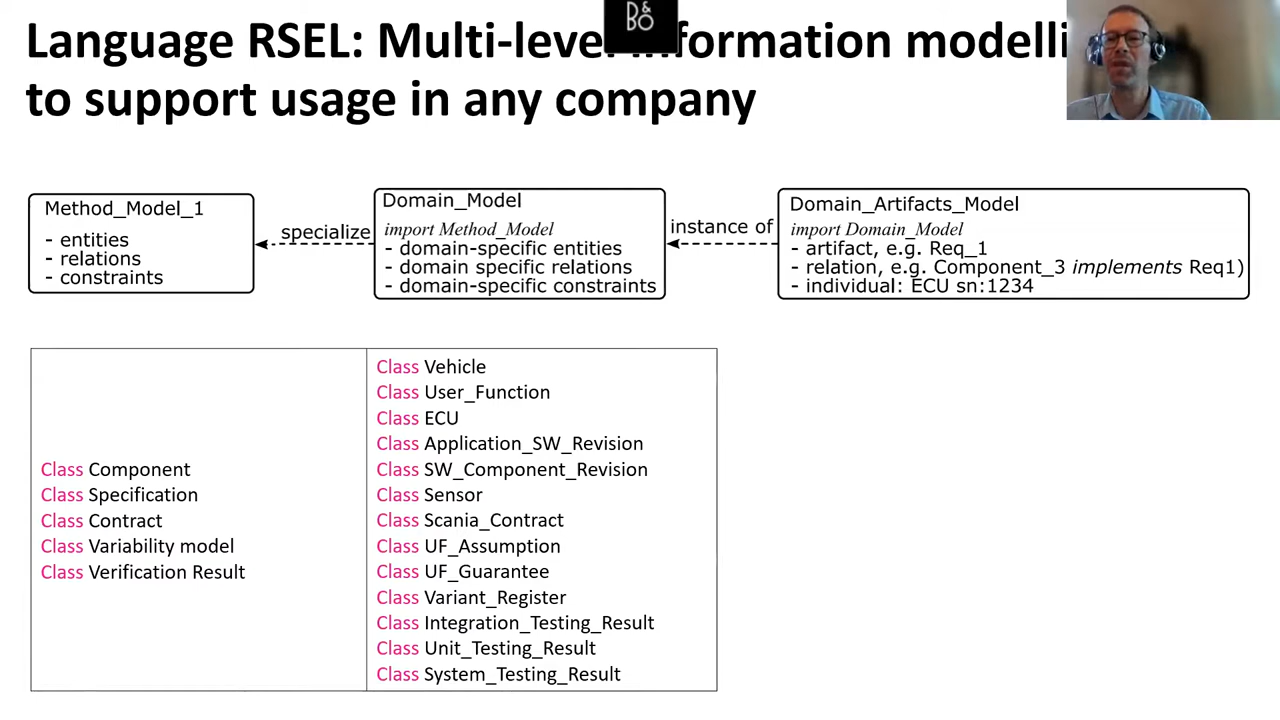 Language RSEL: Multi-level information modelli
to support usage in any company
B&O
Method_Model_1
- entities
- relations
- constraints
specialize
Domain_Model
import Method_Model
- domain-specific entities
- domain specific relations
- domain-specific constraints
instance of
Domain_Artifacts_Model
import Domain_Model
- artifact, e.g. Req_1
- relation, e.g. Component_3 implements Req1)
- individual: ECU sn:1234
Class Component
Class Specification
Class Contract
Class Variability model
Class Verification Result
Class Vehicle
Class User_Function
Class ECU
Class Application_SW_Revision
Class SW_Component_Revision
Class Sensor
Class Scania_Contract
Class UF_Assumption
Class UF_Guarantee
Class Variant_Register
Class Integration_Testing_Result
Class Unit_Testing_Result
Class System_Testing_Result